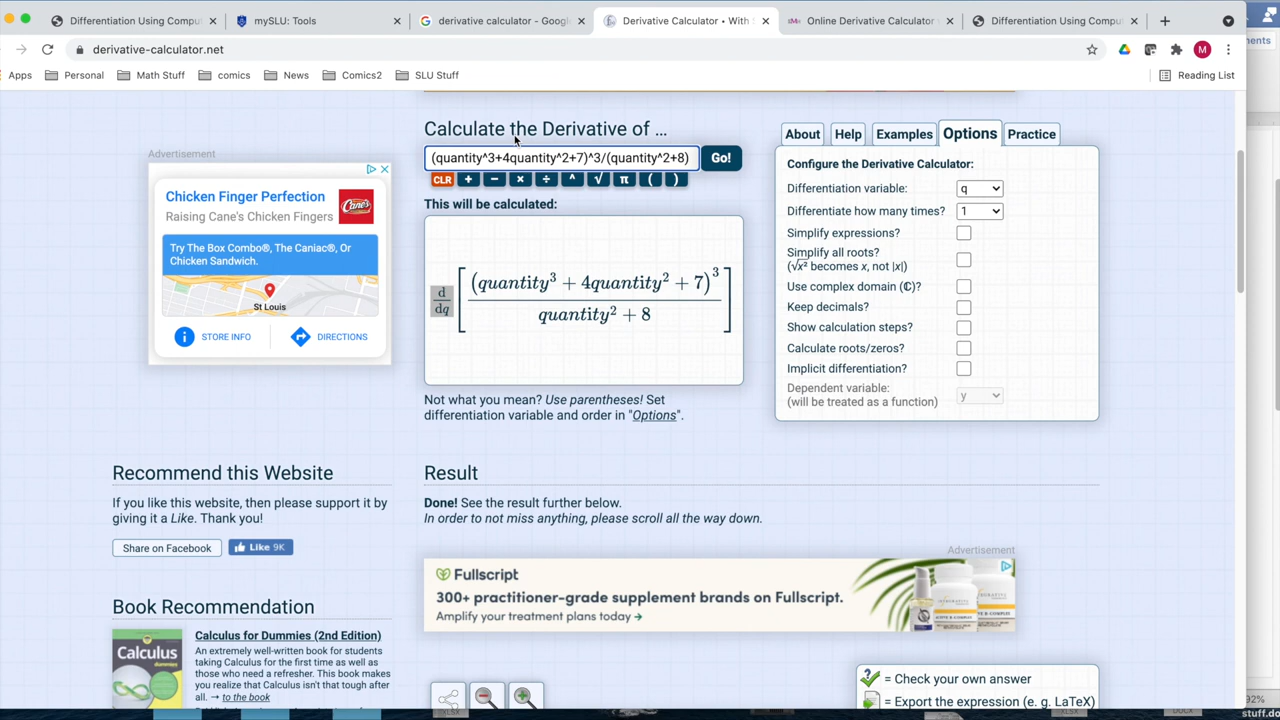 Differentiation Using Compu
mySLU: Tools
derivative calculator - Googl
Derivative Calculator • With S
Online Derivative Calculator
Differentiation Using Compu
derivative-calculator.net
M
Apps
Personal
Math Stuff
comics
News
Comics2
SLU Stuff
Reading List
Calculate the Derivative of ...
(quantity^3+4quantity^2+7)^3/(quantity^2+8)
Go!
CLR + − × ÷ ^ √ π ( )
This will be calculated:
d/dq [ (quantity³ + 4quantity² + 7)³ / quantity² + 8 ]
Not what you mean? Use parentheses! Set
differentiation variable and order in "Options".
About
Help
Examples
Options
Practice
Configure the Derivative Calculator:
Differentiation variable: q
Differentiate how many times? 1
Simplify expressions?
Simplify all roots?
(√x² becomes x, not |x|)
Use complex domain (ℂ)?
Keep decimals?
Show calculation steps?
Calculate roots/zeros?
Implicit differentiation?
Dependent variable: y
(will be treated as a function)
Advertisement
Chicken Finger Perfection
Raising Cane's Chicken Fingers
Cane's
Try The Box Combo®, The Caniac®, Or
Chicken Sandwich.
St Louis
STORE INFO
DIRECTIONS
Recommend this Website
If you like this website, then please support it by
giving it a Like. Thank you!
Share on Facebook
Like 9K
Result
Done! See the result further below.
In order to not miss anything, please scroll all the way down.
Advertisement
Fullscript
300+ practitioner-grade supplement brands on Fullscript.
Amplify your treatment plans today →
Book Recommendation
Calculus
dummies
Calculus for Dummies (2nd Edition)
An extremely well-written book for students
taking Calculus for the first time as well as
those who need a refresher. This book makes
you realize that Calculus isn't that tough after
all. → to the book
= Check your own answer
= Export the expression (e. g. LaTeX)
ments
92%
stuff.do